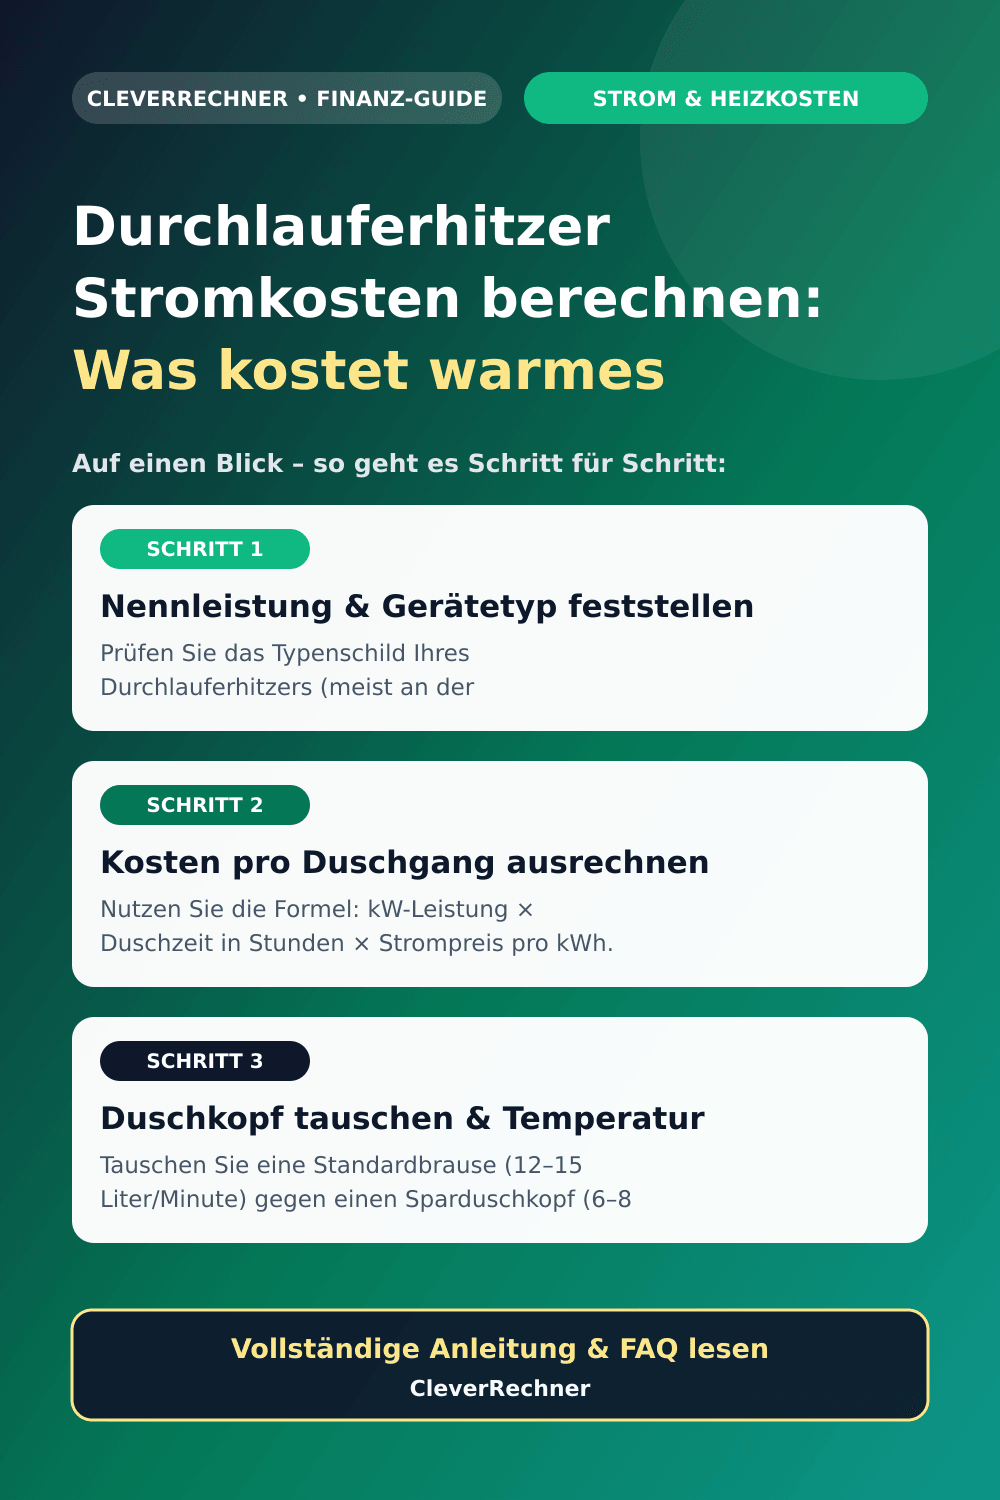 CLEVERRECHNER • FINANZ-GUIDE
STROM & HEIZKOSTEN
Durchlauferhitzer
Stromkosten berechnen:
Was kostet warmes
Auf einen Blick – so geht es Schritt für Schritt:
SCHRITT 1
Nennleistung & Gerätetyp feststellen
Prüfen Sie das Typenschild Ihres
Durchlauferhitzers (meist an der
SCHRITT 2
Kosten pro Duschgang ausrechnen
Nutzen Sie die Formel: kW-Leistung ×
Duschzeit in Stunden × Strompreis pro kWh.
SCHRITT 3
Duschkopf tauschen & Temperatur
Tauschen Sie eine Standardbrause (12–15
Liter/Minute) gegen einen Sparduschkopf (6–8
Vollständige Anleitung & FAQ lesen
CleverRechner